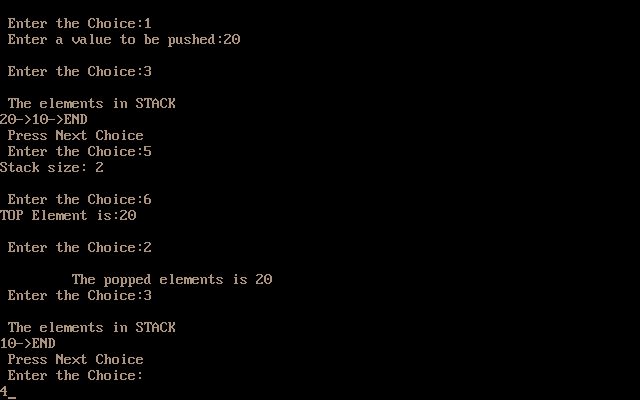 Enter the Choice:1
Enter a value to be pushed:20
Enter the Choice:3
The elements in STACK
20->10->END
Press Next Choice
Enter the Choice:5
Stack size: 2
Enter the Choice:6
TOP Element is:20
Enter the Choice:2
The popped elements is 20
Enter the Choice:3
The elements in STACK
10->END
Press Next Choice
Enter the Choice:
4_